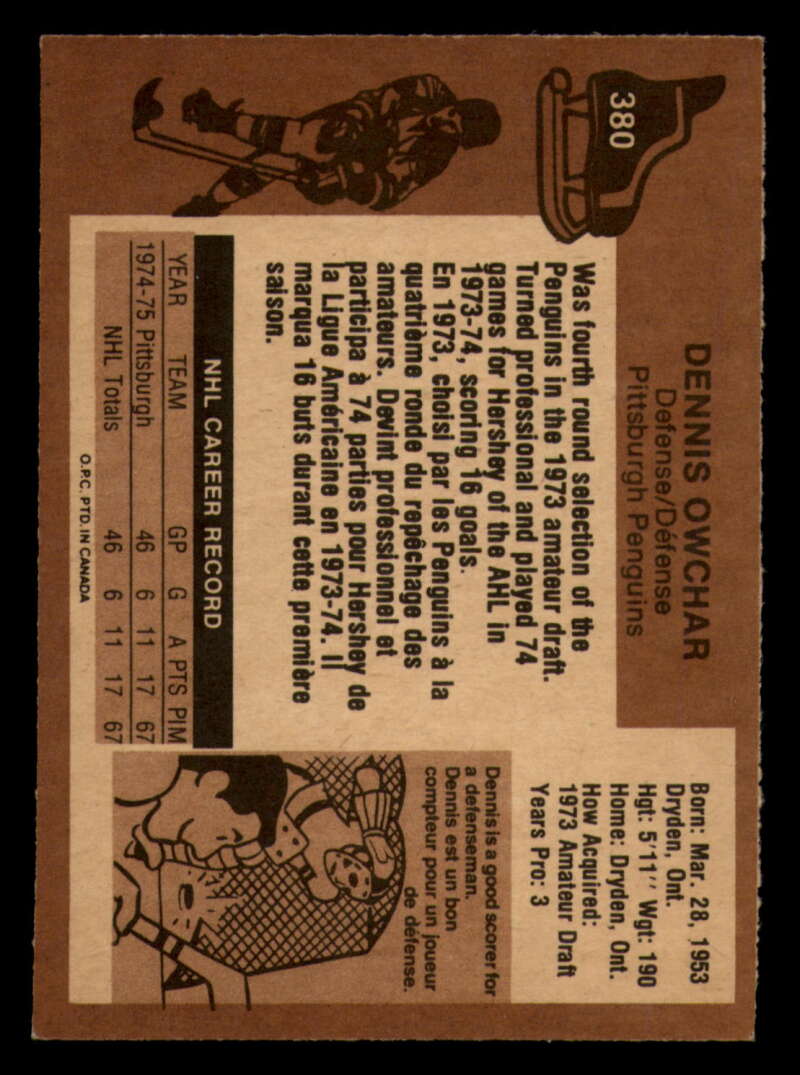 380
DENNIS OWCHAR
Defense/Défense
Pittsburgh Penguins
Born: Mar. 28, 1953
Dryden, Ont.
Hgt: 5'11'' Wgt: 190
Home: Dryden, Ont.
How Acquired:
1973 Amateur Draft
Years Pro: 3
Was fourth round selection of the
Penguins in the 1973 amateur draft.
Turned professional and played 74
games for Hershey of the AHL in
1973-74, scoring 16 goals.
En 1973, choisi par les Penguins à la
quatrième ronde du repêchage des
amateurs. Devint professionnel et
participa à 74 parties pour Hershey de
la Ligue Américaine en 1973-74. Il
marqua 16 buts durant cette première
saison.
Dennis is a good scorer for
a defenseman.
Dennis est un bon
compteur pour un joueur
de défense.
NHL CAREER RECORD
YEAR TEAM GP G A PTS PIM
1974-75 Pittsburgh 46 6 11 17 67
NHL Totals 46 6 11 17 67
O.P.C. PTD. IN CANADA